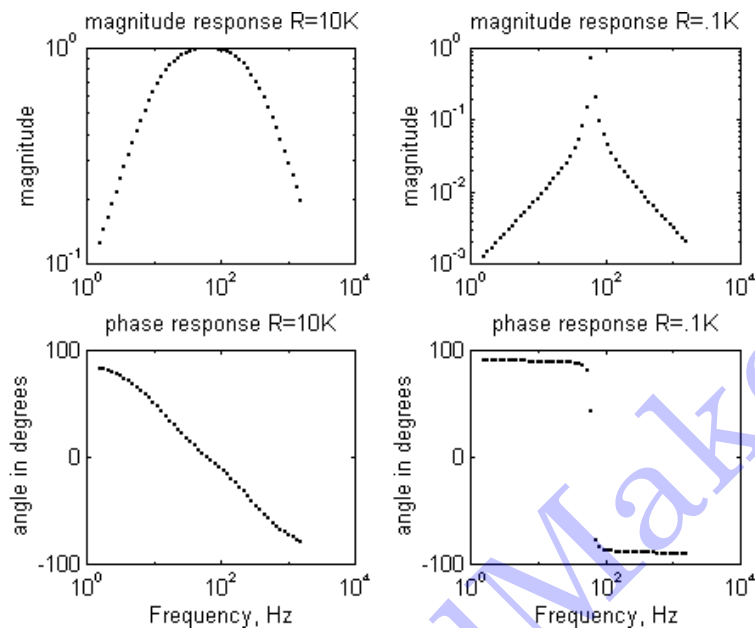 magnitude response R=10K
magnitude response R=.1K
10^0
10^-1
magnitude
10^0 10^2 10^4
10^0
10^-1
10^-2
10^-3
magnitude
10^0 10^2 10^4
phase response R=10K
phase response R=.1K
100
0
-100
angle in degrees
10^0 10^2 10^4
Frequency, Hz
100
0
-100
angle in degrees
10^0 10^2 10^4
Frequency, Hz